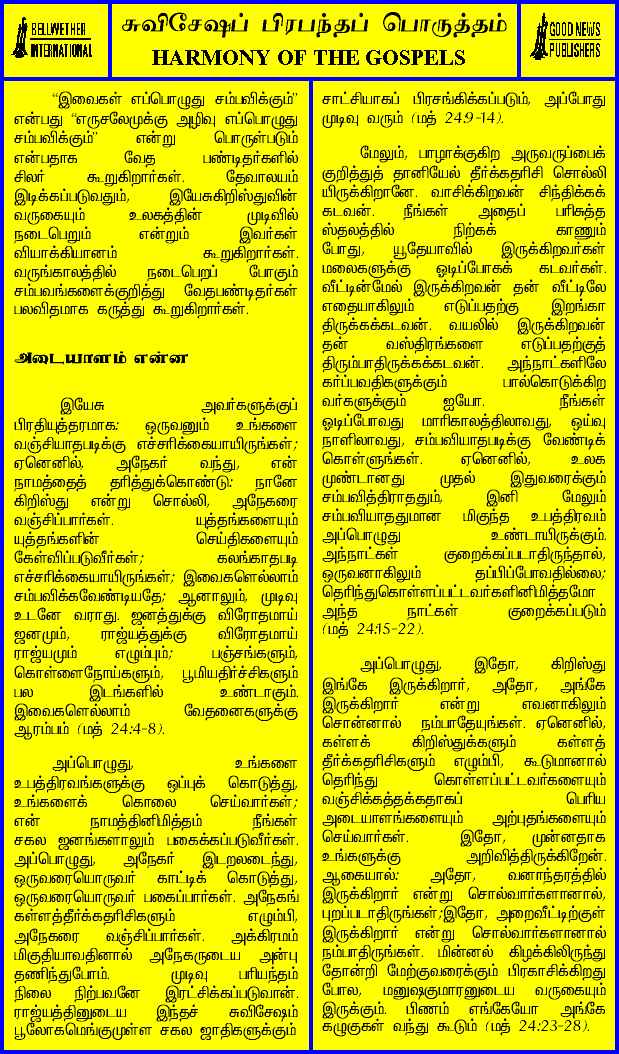 BELLWETHER
INTERNATIONAL
சுவிசேஷப் பிரபந்தப் பொருத்தம்
HARMONY OF THE GOSPELS
GOOD NEWS
PUBLISHERS
“இவைகள் எப்பொழுது சம்பவிக்கும்”
என்பது “எருசலேமுக்கு அழிவு எப்பொழுது
சம்பவிக்கும்” என்று பொருள்படும்
என்பதாக வேத பண்டிதர்களில்
சிலர் கூறுகிறார்கள். தேவாலயம்
இடிக்கப்படுவதும், இயேசுகிறிஸ்துவின்
வருகையும் உலகத்தின் முடிவில்
நடைபெறும் என்றும் இவர்கள்
வியாக்கியானம் கூறுகிறார்கள்.
வருங்காலத்தில் நடைபெறப் போகும்
சம்பவங்களைக்குறித்து வேதபண்டிதர்கள்
பலவிதமாக கருத்து கூறுகிறார்கள்.
அடையாளம் என்ன
இயேசு அவர்களுக்குப்
பிரதியுத்தரமாக: ஒருவனும் உங்களை
வஞ்சியாதபடிக்கு எச்சரிக்கையாயிருங்கள்;
ஏனெனில், அநேகர் வந்து, என்
நாமத்தைத் தரித்துக்கொண்டு: நானே
கிறிஸ்து என்று சொல்லி, அநேகரை
வஞ்சிப்பார்கள். யுத்தங்களையும்
யுத்தங்களின் செய்திகளையும்
கேள்விப்படுவீர்கள்; கலங்காதபடி
எச்சரிக்கையாயிருங்கள்; இவைகளெல்லாம்
சம்பவிக்கவேண்டியதே; ஆனாலும், முடிவு
உடனே வராது. ஜனத்துக்கு விரோதமாய்
ஜனமும், ராஜ்யத்துக்கு விரோதமாய்
ராஜ்யமும் எழும்பும்; பஞ்சங்களும்,
கொள்ளைநோய்களும், பூமியதிர்ச்சிகளும்
பல இடங்களில் உண்டாகும்.
இவைகளெல்லாம் வேதனைகளுக்கு
ஆரம்பம் (மத் 24:4-8).
அப்பொழுது, உங்களை
உபத்திரவங்களுக்கு ஒப்புக் கொடுத்து,
உங்களைக் கொலை செய்வார்கள்;
என் நாமத்தினிமித்தம் நீங்கள்
சகல ஜனங்களாலும் பகைக்கப்படுவீர்கள்.
அப்பொழுது, அநேகர் இடறலடைந்து,
ஒருவரையொருவர் காட்டிக் கொடுத்து,
ஒருவரையொருவர் பகைப்பார்கள். அநேகங்
கள்ளத்தீர்க்கதரிசிகளும் எழும்பி,
அநேகரை வஞ்சிப்பார்கள். அக்கிரமம்
மிகுதியாவதினால் அநேகருடைய அன்பு
தணிந்துபோம். முடிவு பரியந்தம்
நிலை நிற்பவனே இரட்சிக்கப்படுவான்.
ராஜ்யத்தினுடைய இந்தச் சுவிசேஷம்
பூலோகமெங்குமுள்ள சகல ஜாதிகளுக்கும்
சாட்சியாகப் பிரசங்கிக்கப்படும், அப்போது
முடிவு வரும் (மத் 24:9-14).
மேலும், பாழாக்குகிற அருவருப்பைக்
குறித்துத் தானியேல் தீர்க்கதரிசி சொல்லி
யிருக்கிறானே. வாசிக்கிறவன் சிந்திக்கக்
கடவன். நீங்கள் அதைப் பரிசுத்த
ஸ்தலத்தில் நிற்கக் காணும்
போது, யூதேயாவில் இருக்கிறவர்கள்
மலைகளுக்கு ஓடிப்போகக் கடவர்கள்.
வீட்டின்மேல் இருக்கிறவன் தன் வீட்டிலே
எதையாகிலும் எடுப்பதற்கு இறங்கா
திருக்கக்கடவன். வயலில் இருக்கிறவன்
தன் வஸ்திரங்களை எடுப்பதற்குத்
திரும்பாதிருக்கக்கடவன். அந்நாட்களிலே
கர்ப்பவதிகளுக்கும் பால்கொடுக்கிற
வர்களுக்கும் ஐயோ. நீங்கள்
ஓடிப்போவது மாரிகாலத்திலாவது, ஓய்வு
நாளிலாவது, சம்பவியாதபடிக்கு வேண்டிக்
கொள்ளுங்கள். ஏனெனில், உலக
முண்டானது முதல் இதுவரைக்கும்
சம்பவித்திராததும், இனி மேலும்
சம்பவியாததுமான மிகுந்த உபத்திரவம்
அப்பொழுது உண்டாயிருக்கும்.
அந்நாட்கள் குறைக்கப்படாதிருந்தால்,
ஒருவனாகிலும் தப்பிப்போவதில்லை;
தெரிந்துகொள்ளப்பட்டவர்களினிமித்தமோ
அந்த நாட்கள் குறைக்கப்படும்
(மத் 24:15-22).
அப்பொழுது, இதோ, கிறிஸ்து
இங்கே இருக்கிறார், அதோ, அங்கே
இருக்கிறார் என்று எவனாகிலும்
சொன்னால் நம்பாதேயுங்கள். ஏனெனில்,
கள்ளக் கிறிஸ்துக்களும் கள்ளத்
தீர்க்கதரிசிகளும் எழும்பி, கூடுமானால்
தெரிந்து கொள்ளப்பட்டவர்களையும்
வஞ்சிக்கத்தக்கதாகப் பெரிய
அடையாளங்களையும் அற்புதங்களையும்
செய்வார்கள். இதோ, முன்னதாக
உங்களுக்கு அறிவித்திருக்கிறேன்.
ஆகையால்: அதோ, வனாந்தரத்தில்
இருக்கிறார் என்று சொல்வார்களானால்,
புறப்படாதிருங்கள்;இதோ, அறைவீட்டிற்குள்
இருக்கிறார் என்று சொல்வார்களானால்
நம்பாதிருங்கள். மின்னல் கிழக்கிலிருந்து
தோன்றி மேற்குவரைக்கும் பிரகாசிக்கிறது
போல, மனுஷகுமாரனுடைய வருகையும்
இருக்கும். பிணம் எங்கேயோ அங்கே
கழுகுகள் வந்து கூடும் (மத் 24:23-28).